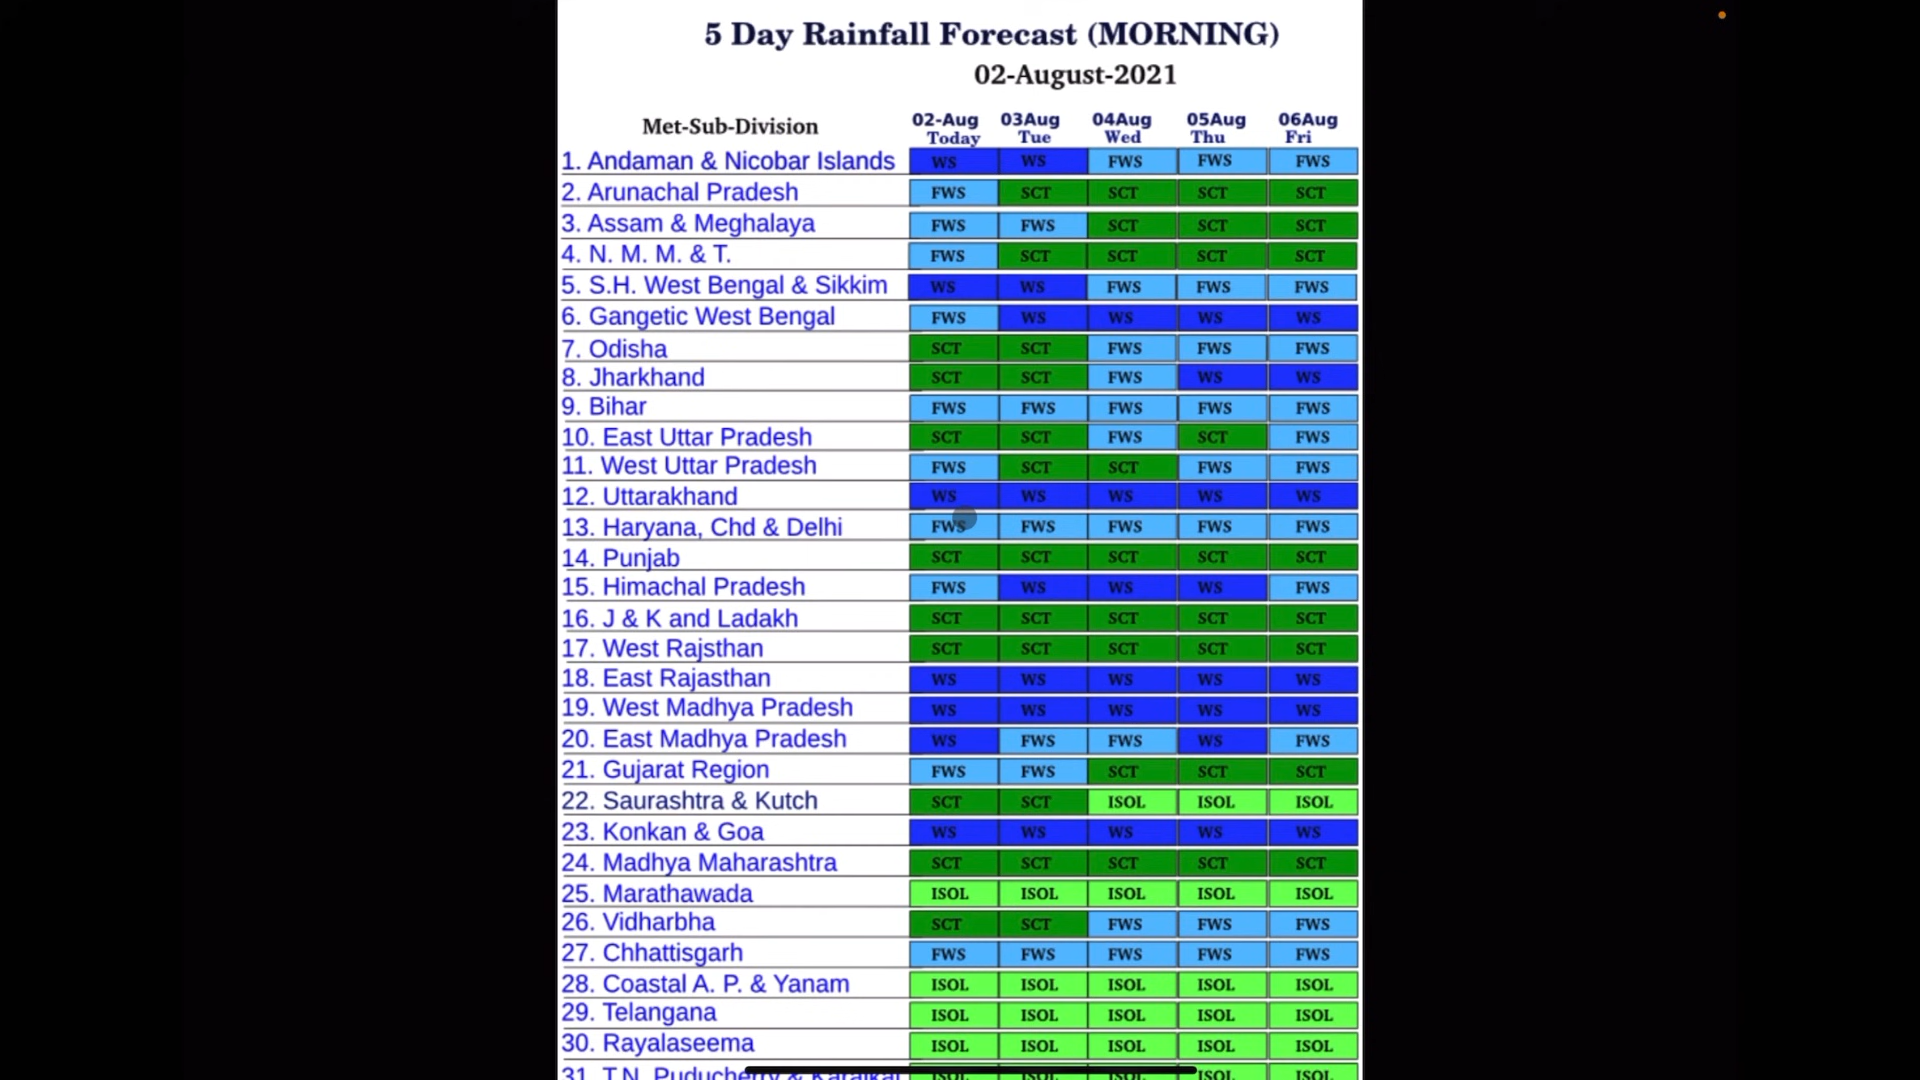 5 Day Rainfall Forecast (MORNING)
02-August-2021
Met-Sub-Division 02-Aug Today 03Aug Tue 04Aug Wed 05Aug Thu 06Aug Fri
1. Andaman & Nicobar Islands WS WS FWS FWS FWS
2. Arunachal Pradesh FWS SCT SCT SCT SCT
3. Assam & Meghalaya FWS FWS SCT SCT SCT
4. N. M. M. & T. FWS SCT SCT SCT SCT
5. S.H. West Bengal & Sikkim WS WS FWS FWS FWS
6. Gangetic West Bengal FWS WS WS WS WS
7. Odisha SCT SCT FWS FWS FWS
8. Jharkhand SCT SCT FWS WS WS
9. Bihar FWS FWS FWS FWS FWS
10. East Uttar Pradesh SCT SCT FWS SCT FWS
11. West Uttar Pradesh FWS SCT SCT FWS FWS
12. Uttarakhand WS WS WS WS WS
13. Haryana, Chd & Delhi FWS FWS FWS FWS FWS
14. Punjab SCT SCT SCT SCT SCT
15. Himachal Pradesh FWS WS WS WS FWS
16. J & K and Ladakh SCT SCT SCT SCT SCT
17. West Rajsthan SCT SCT SCT SCT SCT
18. East Rajasthan WS WS WS WS WS
19. West Madhya Pradesh WS WS WS WS WS
20. East Madhya Pradesh WS FWS FWS WS FWS
21. Gujarat Region FWS FWS SCT SCT SCT
22. Saurashtra & Kutch SCT SCT ISOL ISOL ISOL
23. Konkan & Goa WS WS WS WS WS
24. Madhya Maharashtra SCT SCT SCT SCT SCT
25. Marathawada ISOL ISOL ISOL ISOL ISOL
26. Vidharbha SCT SCT FWS FWS FWS
27. Chhattisgarh FWS FWS FWS FWS FWS
28. Coastal A. P. & Yanam ISOL ISOL ISOL ISOL ISOL
29. Telangana ISOL ISOL ISOL ISOL ISOL
30. Rayalaseema ISOL ISOL ISOL ISOL ISOL
31. T.N. Puducherry & Karaikal ISOL ISOL ISOL ISOL ISOL